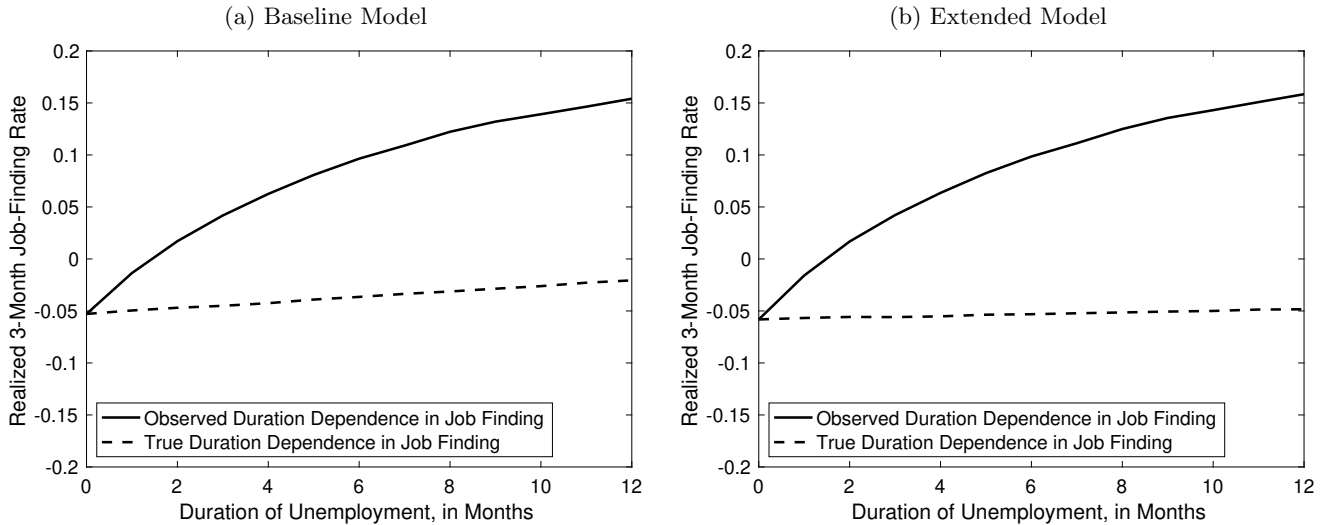 (a) Baseline Model
0.2
0.15
0.1
0.05
0
-0.05
-0.1
-0.15
-0.2
Realized 3-Month Job-Finding Rate
Observed Duration Dependence in Job Finding
True Duration Dependence in Job Finding
0 2 4 6 8 10 12
Duration of Unemployment, in Months
(b) Extended Model
0.2
0.15
0.1
0.05
0
-0.05
-0.1
-0.15
-0.2
Realized 3-Month Job-Finding Rate
Observed Duration Dependence in Job Finding
True Duration Dependence in Job Finding
0 2 4 6 8 10 12
Duration of Unemployment, in Months